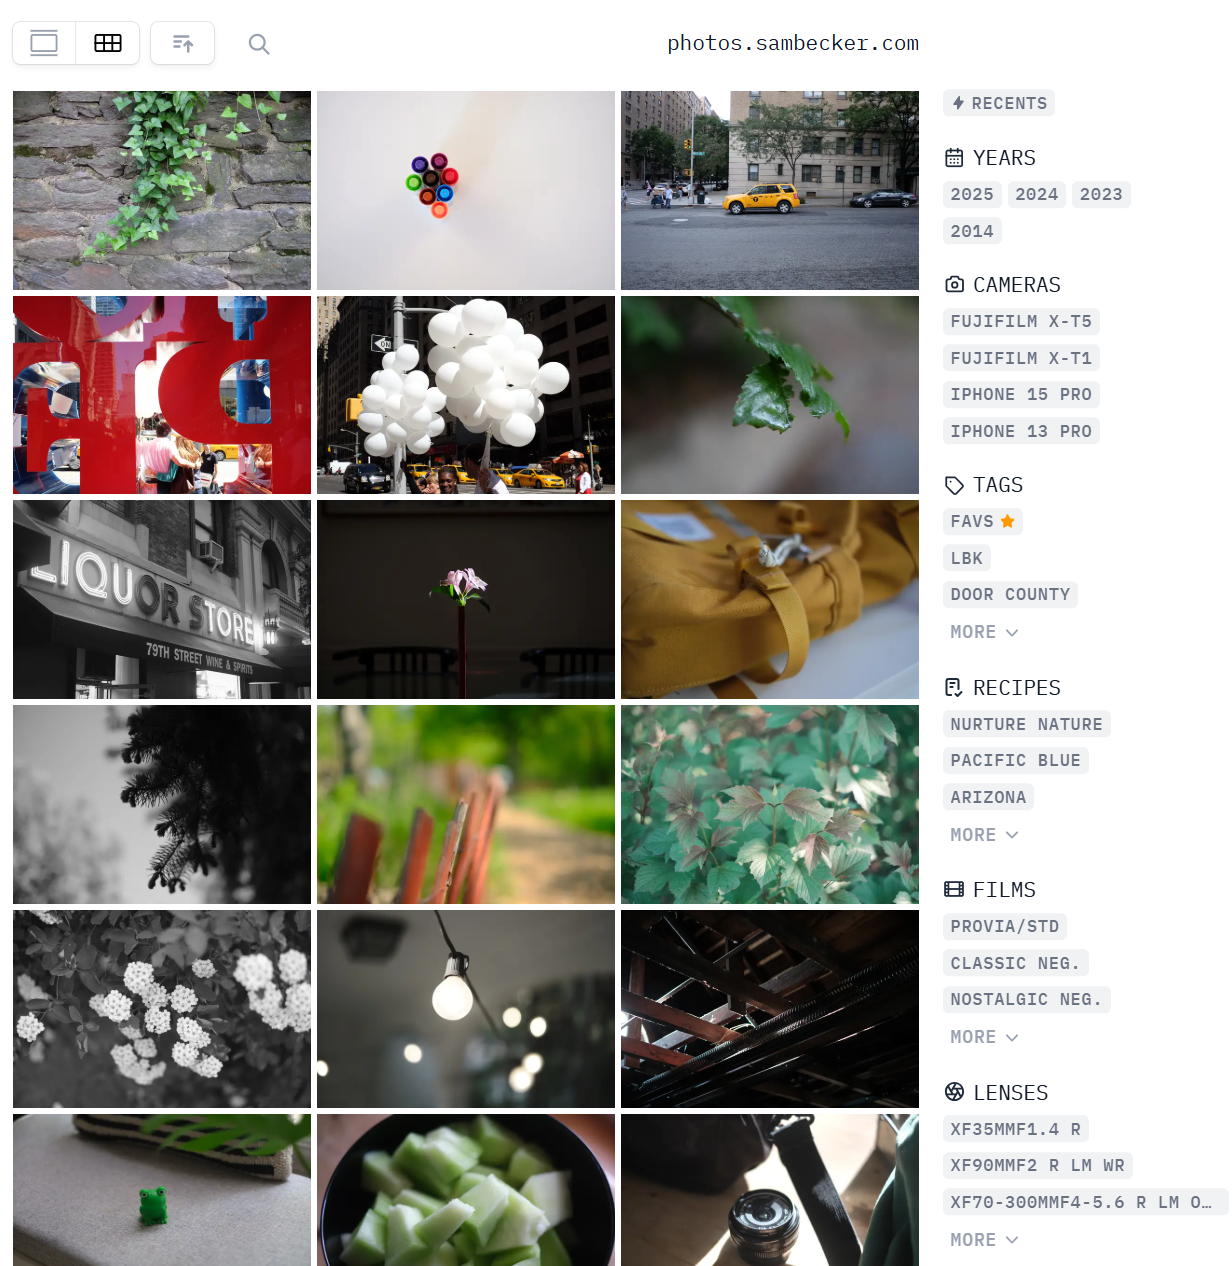 photos.sambecker.com
RECENTS
YEARS
2025 2024 2023
2014
CAMERAS
FUJIFILM X-T5
FUJIFILM X-T1
IPHONE 15 PRO
IPHONE 13 PRO
TAGS
FAVS
LBK
DOOR COUNTY
MORE
RECIPES
NURTURE NATURE
PACIFIC BLUE
ARIZONA
MORE
FILMS
PROVIA/STD
CLASSIC NEG.
NOSTALGIC NEG.
MORE
LENSES
XF35MMF1.4 R
XF90MMF2 R LM WR
XF70-300MMF4-5.6 R LM O…
MORE
LIQUOR STORE
79TH STREET WINE & SPIRITS